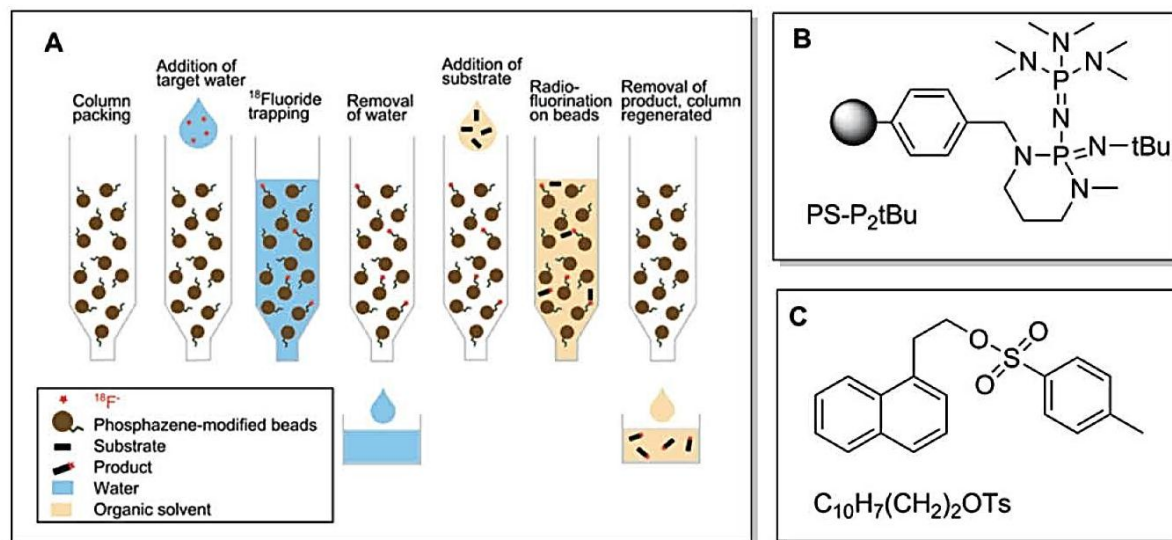 A
Column
packing
Addition of
target water
¹⁸Fluoride
trapping
Removal
of water
Addition of
substrate
Radio-
fluorination
on beads
Removal of
product, column
regenerated
¹⁸F⁻
Phosphazene-modified beads
Substrate
Product
Water
Organic solvent
B
N N N
P
N
N P=N tBu
N
PS-P₂tBu
C
O O
S
O
C₁₀H₇(CH₂)₂OTs